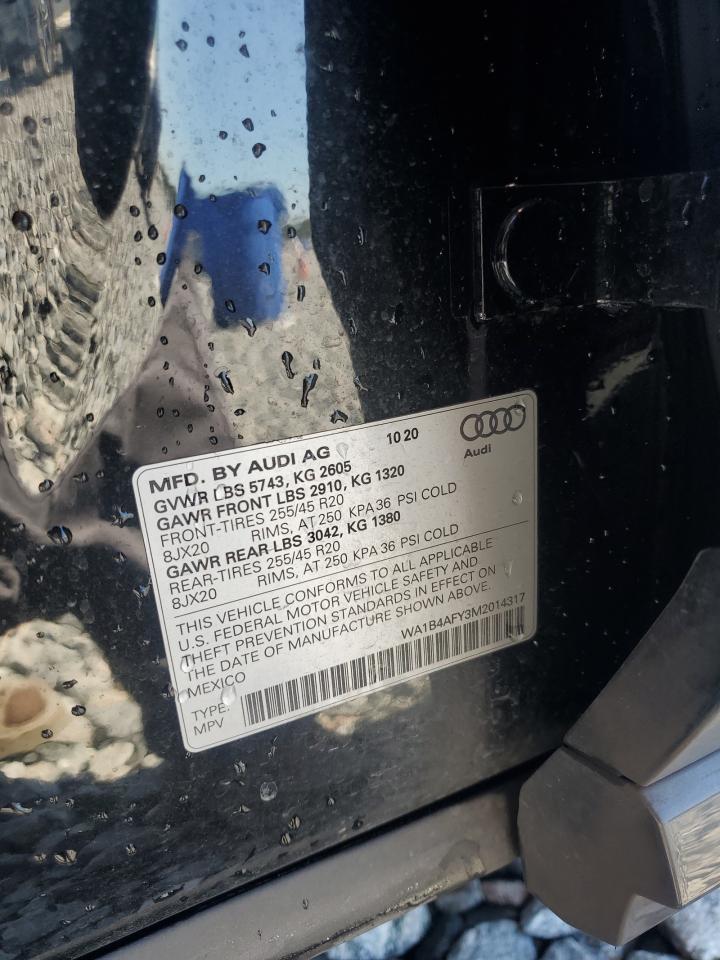 MFD. BY AUDI AG 10 20
Audi
GVWR LBS 5743, KG 2605
GAWR FRONT LBS 2910, KG 1320
FRONT-TIRES 255/45 R20
8JX20 RIMS, AT 250 KPA 36 PSI COLD
GAWR REAR LBS 3042, KG 1380
REAR-TIRES 255/45 R20
8JX20 RIMS, AT 250 KPA 36 PSI COLD
THIS VEHICLE CONFORMS TO ALL APPLICABLE
U.S. FEDERAL MOTOR VEHICLE SAFETY AND
THEFT PREVENTION STANDARDS IN EFFECT ON
THE DATE OF MANUFACTURE SHOWN ABOVE.
MEXICO WA1B4AFY3M2014317
TYPE:
MPV